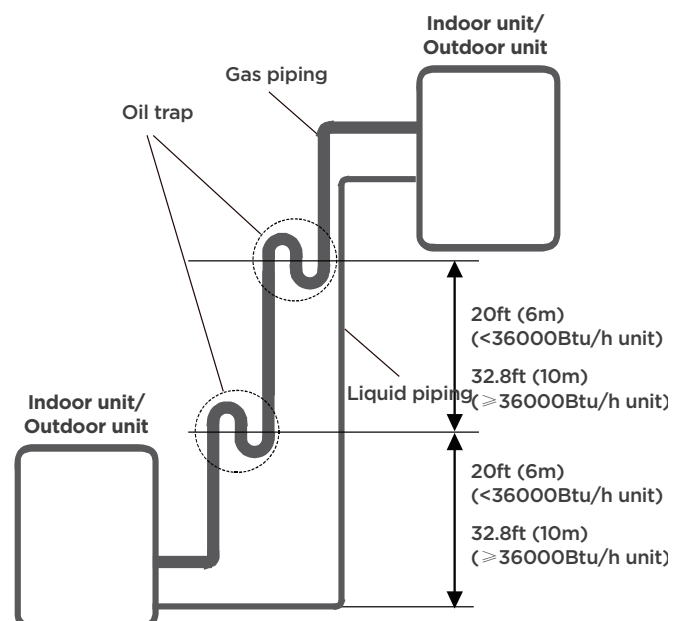 Indoor unit/
Outdoor unit
Gas piping
Oil trap
20ft (6m)
(<36000Btu/h unit)
32.8ft (10m)
(≥36000Btu/h unit)
Liquid piping
Indoor unit/
Outdoor unit
20ft (6m)
(<36000Btu/h unit)
32.8ft (10m)
(≥36000Btu/h unit)